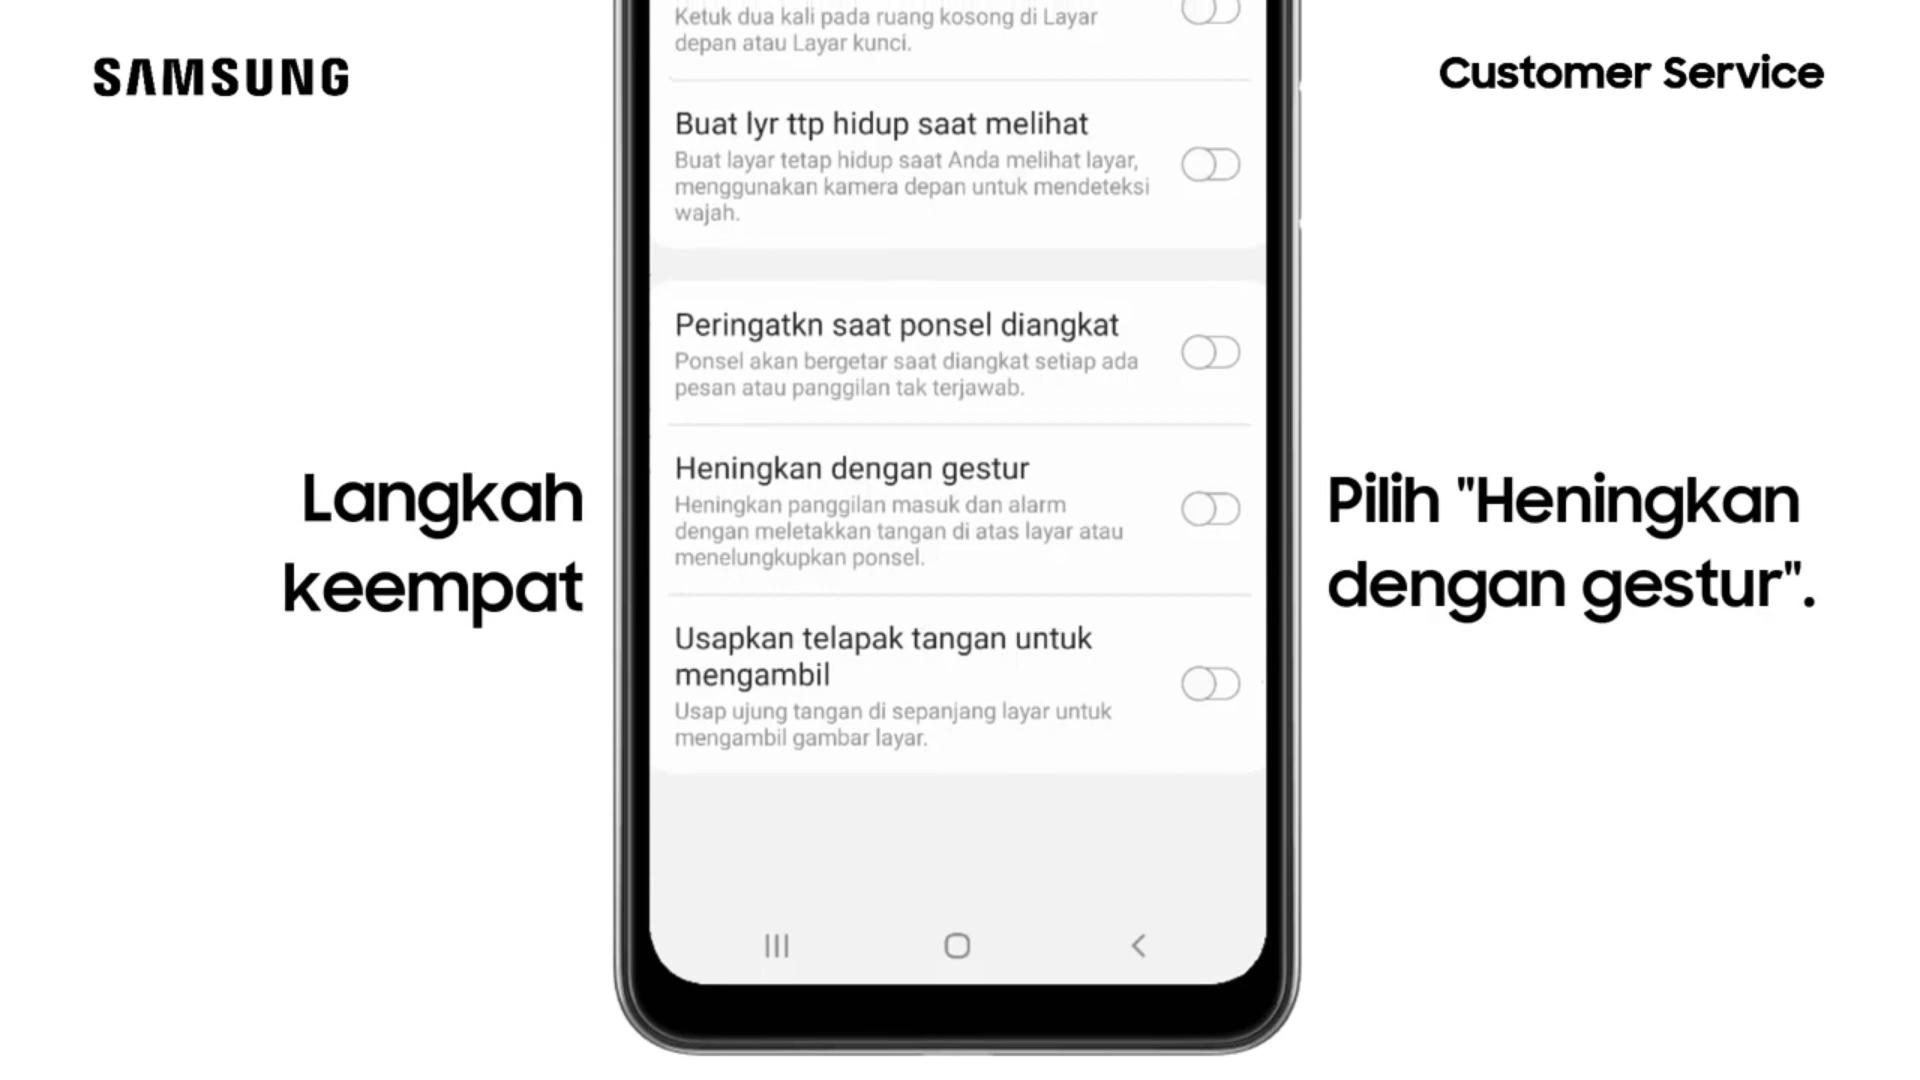 SAMSUNG
Customer Service
Ketuk dua kali pada ruang kosong di Layar
depan atau Layar kunci.
Buat lyr ttp hidup saat melihat
Buat layar tetap hidup saat Anda melihat layar,
menggunakan kamera depan untuk mendeteksi
wajah.
Peringatkn saat ponsel diangkat
Ponsel akan bergetar saat diangkat setiap ada
pesan atau panggilan tak terjawab.
Langkah
keempat
Heningkan dengan gestur
Heningkan panggilan masuk dan alarm
dengan meletakkan tangan di atas layar atau
menelungkupkan ponsel.
Pilih "Heningkan
dengan gestur".
Usapkan telapak tangan untuk
mengambil
Usap ujung tangan di sepanjang layar untuk
mengambil gambar layar.